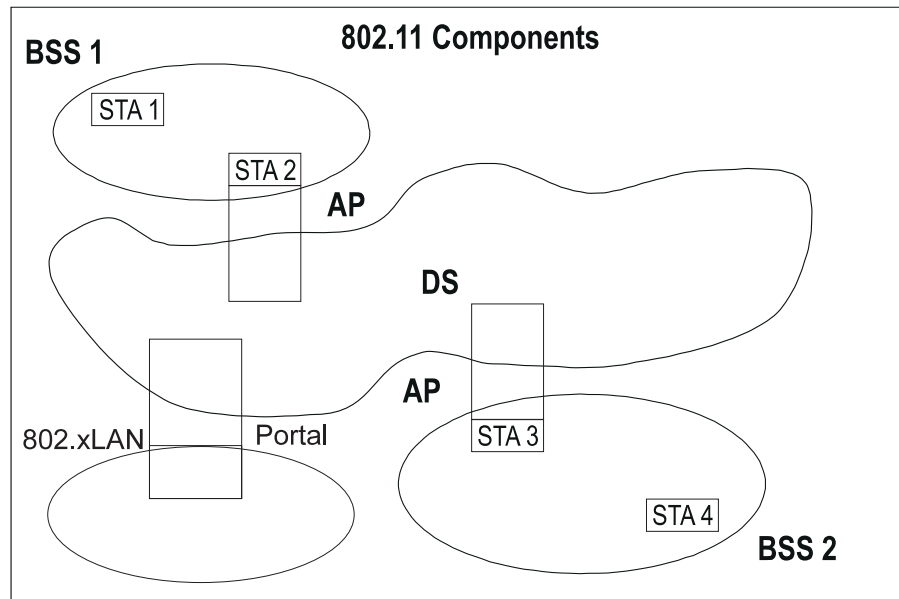 802.11 Components
BSS 1
STA 1
STA 2
AP
DS
AP
802.xLAN
Portal
STA 3
STA 4
BSS 2